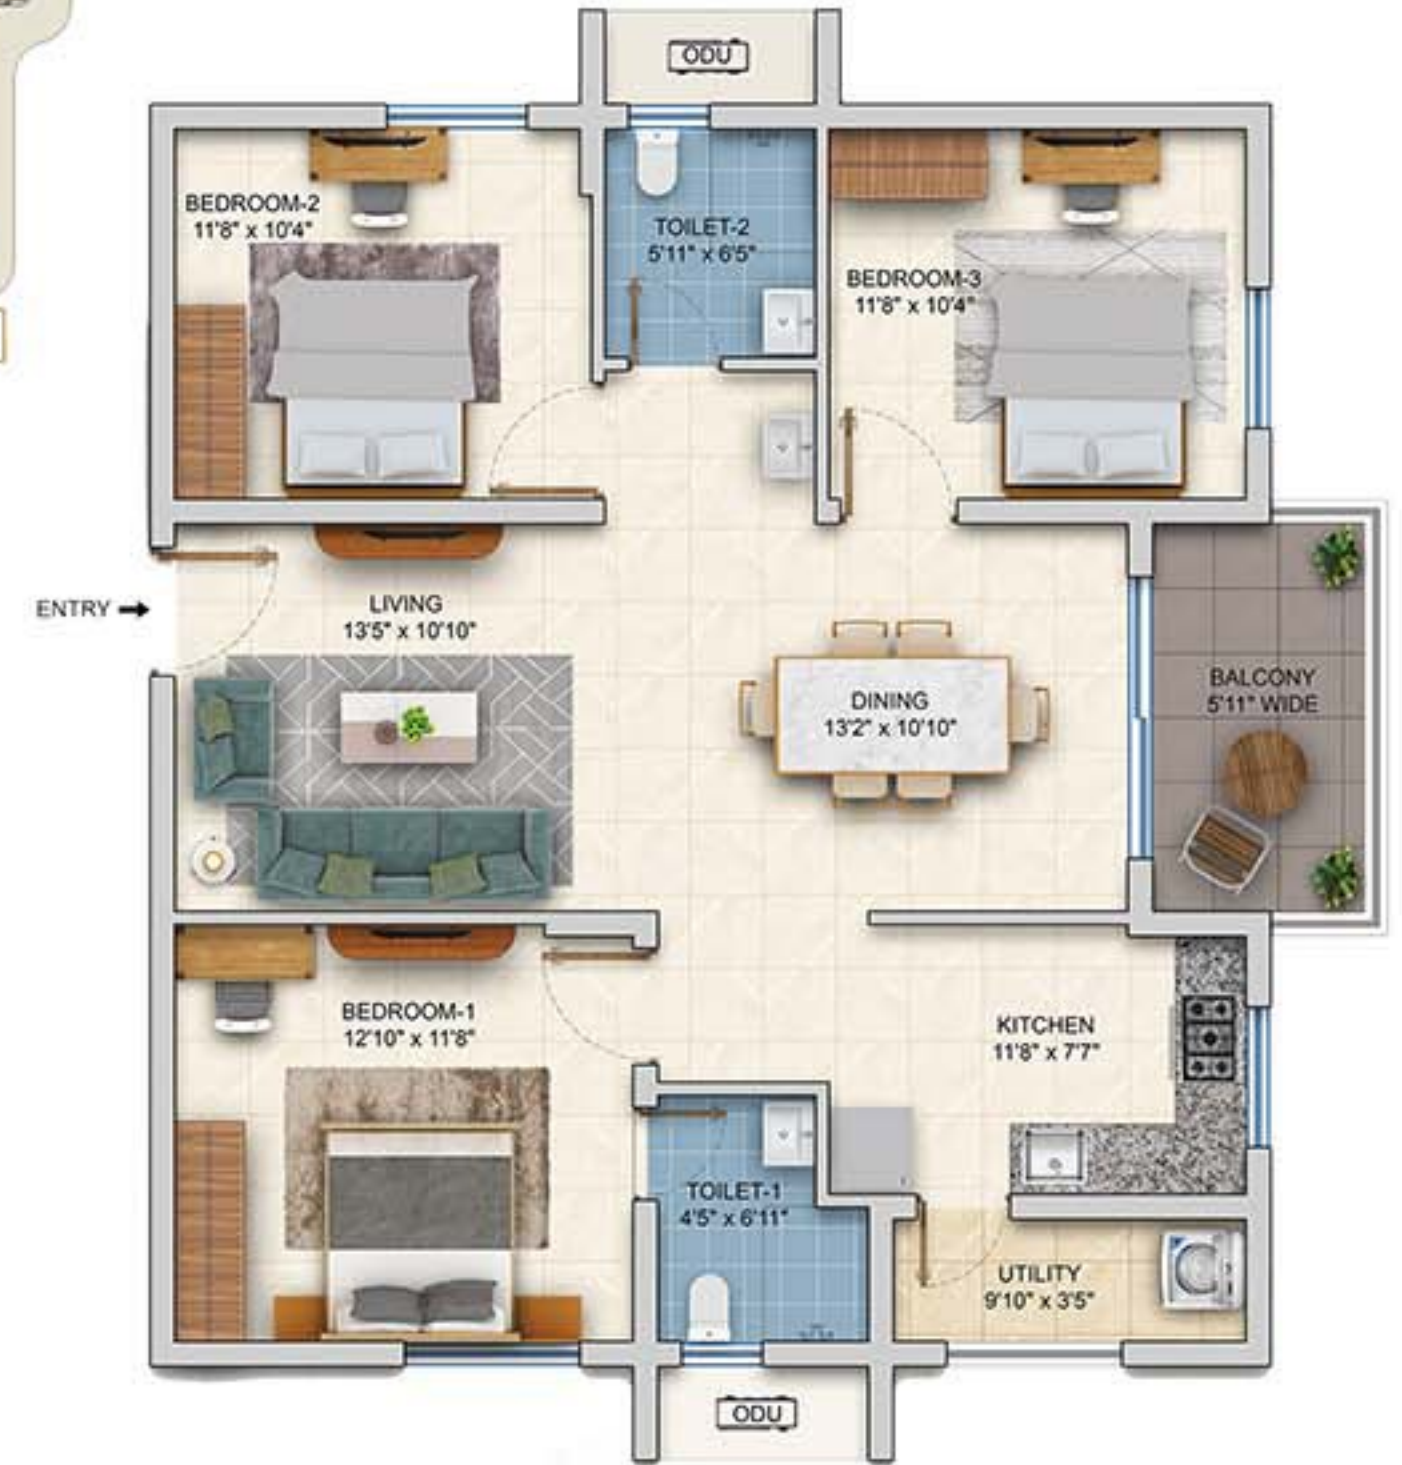 ODU
BEDROOM-2
11'8" x 10'4"
TOILET-2
5'11" x 6'5"
BEDROOM-3
11'8" x 10'4"
ENTRY
LIVING
13'5" x 10'10"
DINING
13'2" x 10'10"
BALCONY
5'11" WIDE
BEDROOM-1
12'10" x 11'8"
KITCHEN
11'8" x 7'7"
TOILET-1
4'5" x 6'11"
UTILITY
9'10" x 3'5"
ODU